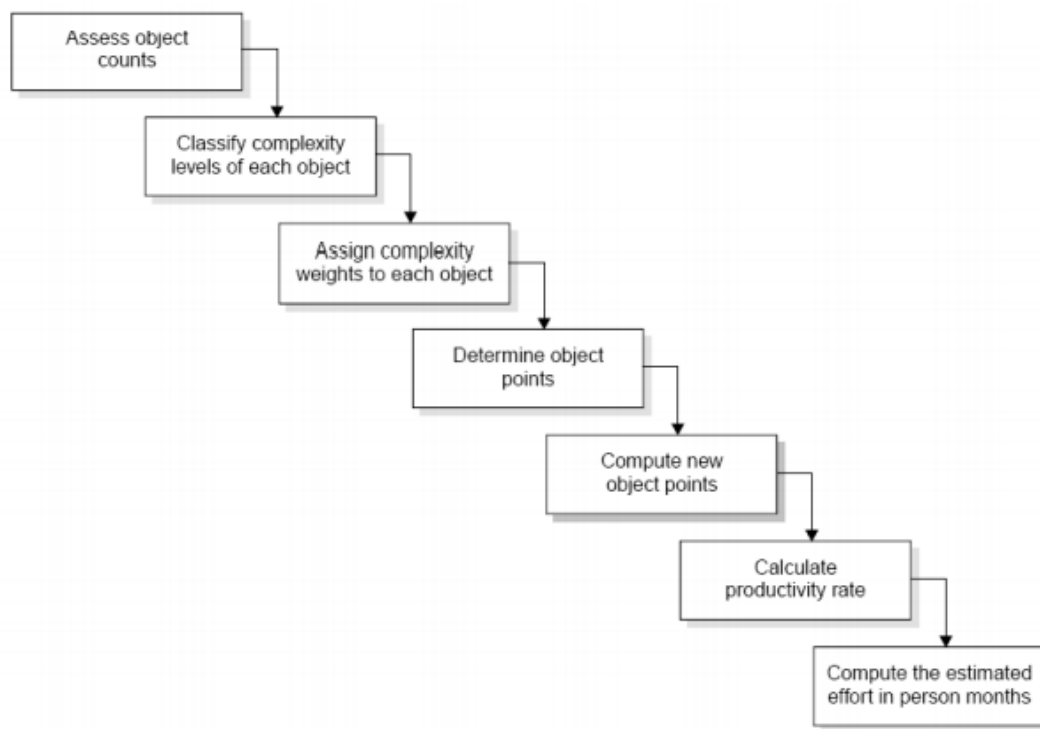 Assess object
counts
Classify complexity
levels of each object
Assign complexity
weights to each object
Determine object
points
Compute new
object points
Calculate
productivity rate
Compute the estimated
effort in person months